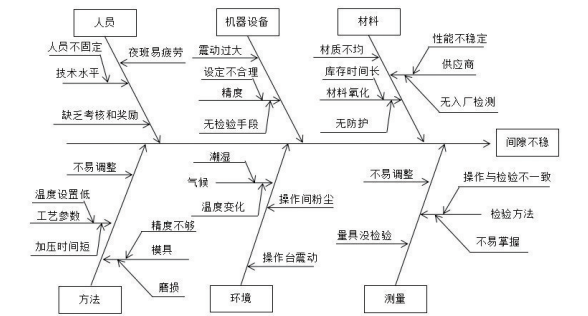 人员
机器设备
材料
人员不固定
夜班易疲劳
技术水平
缺乏考核和奖励
震动过大
设定不合理
精度
无检验手段
材质不均
库存时间长
材料氧化
无防护
性能不稳定
供应商
无入厂检测
间隙不稳
不易调整
温度设置低
工艺参数
加压时间短
精度不够
模具
磨损
潮湿
气候
温度变化
操作间粉尘
操作台震动
不易调整
量具没检验
操作与检验不一致
检验方法
不易掌握
方法
环境
测量